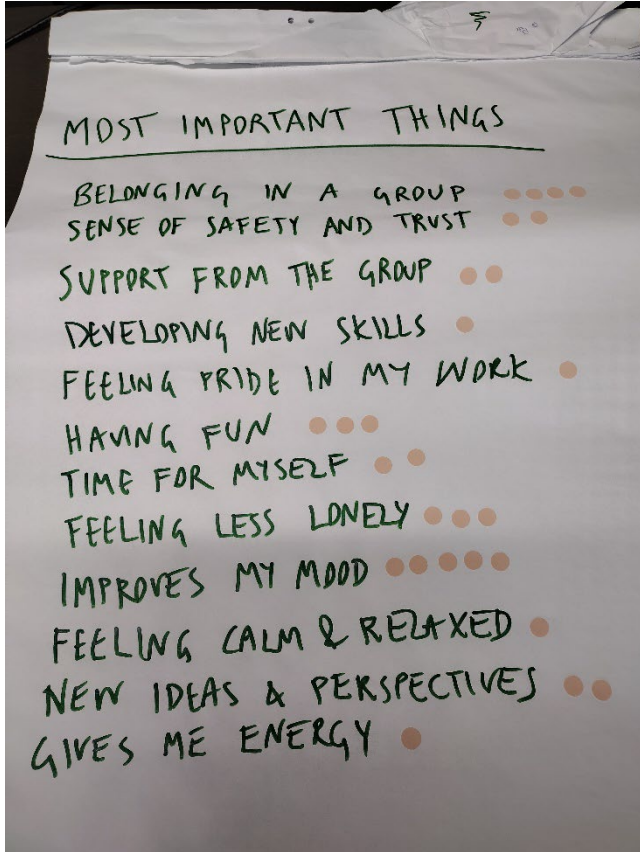 MOST IMPORTANT THINGS
BELONGING IN A GROUP
SENSE OF SAFETY AND TRUST
SUPPORT FROM THE GROUP
DEVELOPING NEW SKILLS
FEELING PRIDE IN MY WORK
HAVING FUN
TIME FOR MYSELF
FEELING LESS LONELY
IMPROVES MY MOOD
FEELING CALM & RELAXED
NEW IDEAS & PERSPECTIVES
GIVES ME ENERGY